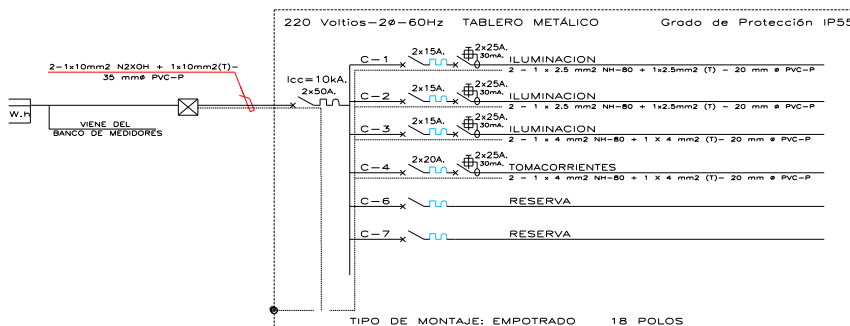 220 Voltios-2ø-60Hz   TABLERO METÁLICO   Grado de Protección IP55
2-1x10mm2 N2XOH + 1x10mm2(T)-
35 mmø PVC-P
W.h
VIENE DEL
BANCO DE MEDIDORES
Icc=10kA.
2x50A.
C-1   2x15A.   2x25A.   30mA.   ILUMINACION
2 - 1 x 2.5 mm2 NH-80 + 1x2.5mm2 (T) - 20 mm ø PVC-P
C-2   2x15A.   2x25A.   30mA.   ILUMINACION
2 - 1 x 2.5 mm2 NH-80 + 1x2.5mm2 (T) - 20 mm ø PVC-P
C-3   2x15A.   2x25A.   30mA.   ILUMINACION
2 - 1 x 4 mm2 NH-80 + 1 X 4 mm2 (T)- 20 mm ø PVC-P
C-4   2x20A.   2x25A.   30mA.   TOMACORRIENTES
2 - 1 x 4 mm2 NH-80 + 1 X 4 mm2 (T)- 20 mm ø PVC-P
C-6   RESERVA
C-7   RESERVA
TIPO DE MONTAJE: EMPOTRADO   18 POLOS